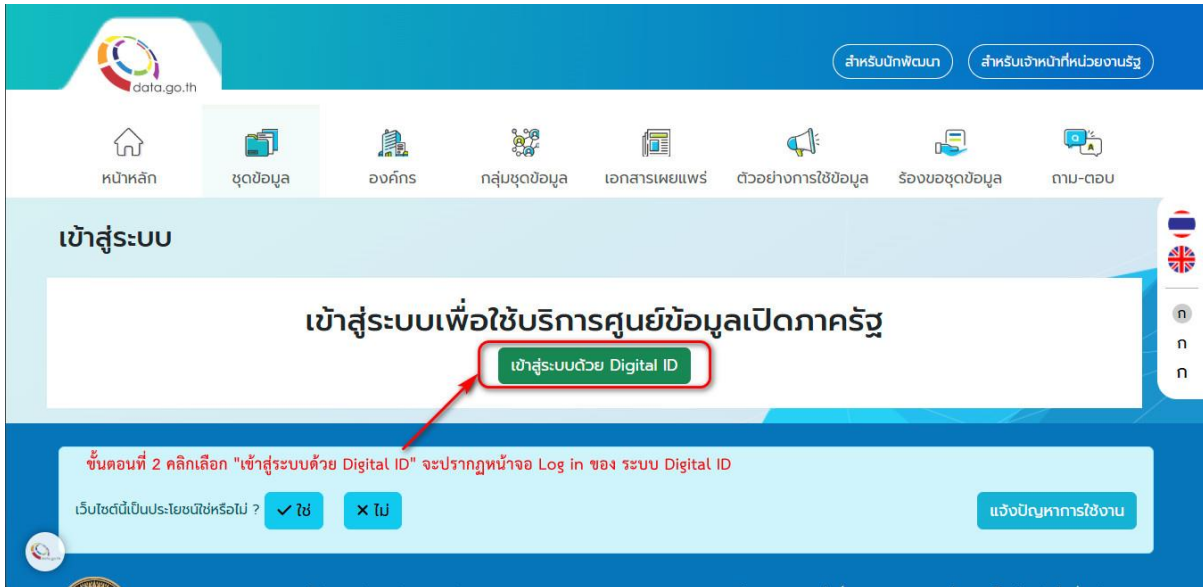 data.go.th
สำหรับนักพัฒนา
สำหรับเจ้าหน้าที่หน่วยงานรัฐ
หน้าหลัก
ชุดข้อมูล
องค์กร
กลุ่มชุดข้อมูล
เอกสารเผยแพร่
ตัวอย่างการใช้ข้อมูล
ร้องขอชุดข้อมูล
ถาม-ตอบ
เข้าสู่ระบบ
เข้าสู่ระบบเพื่อใช้บริการศูนย์ข้อมูลเปิดภาครัฐ
เข้าสู่ระบบด้วย Digital ID
ก
ก
ก
ขั้นตอนที่ 2 คลิกเลือก "เข้าสู่ระบบด้วย Digital ID" จะปรากฏหน้าจอ Log in ของ ระบบ Digital ID
เว็บไซต์นี้เป็นประโยชน์ใช่หรือไม่ ?
ใช่
ไม่
แจ้งปัญหาการใช้งาน